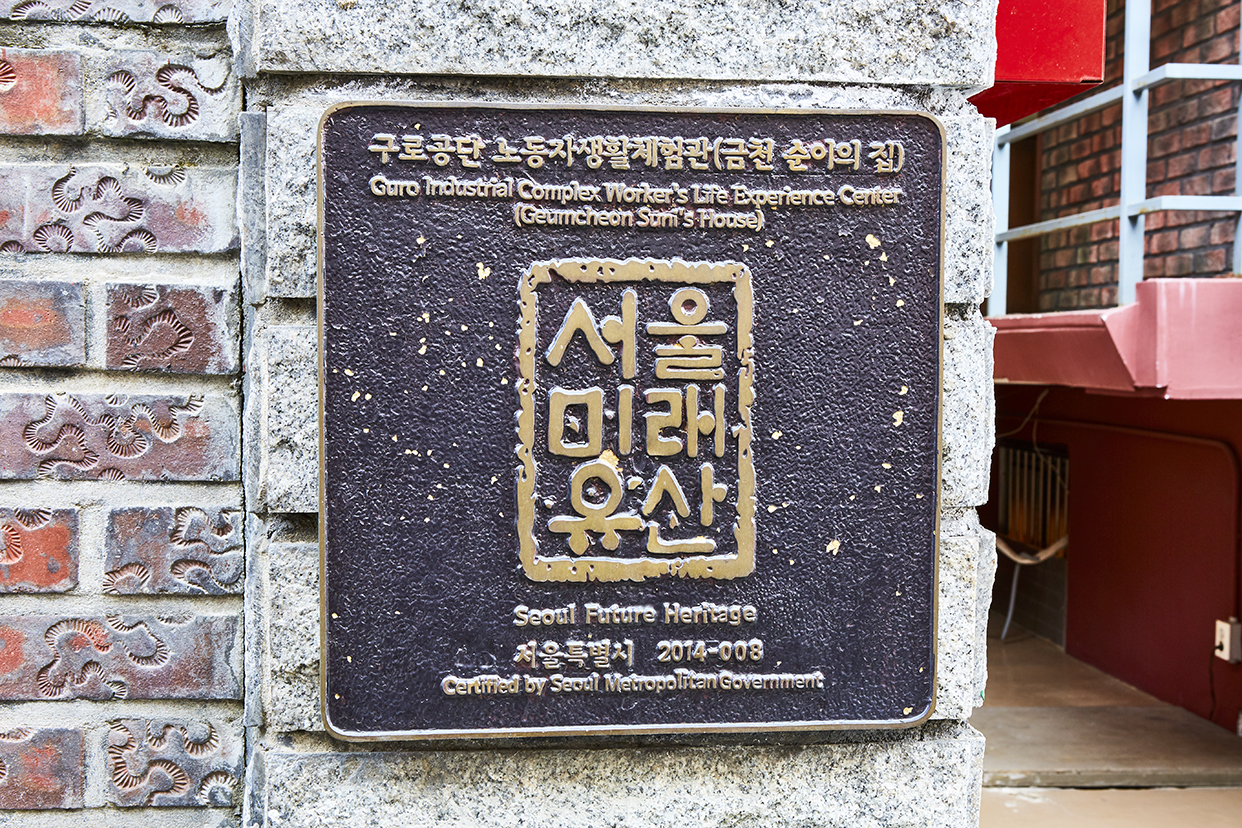 구로공단 노동자생활체험관(금천 순이의 집)
Guro Industrial Complex Worker's Life Experience Center
(Geumcheon Suni's House)
서울
미래
유산
Seoul Future Heritage
서울특별시 2014-008
Certified by Seoul Metropolitan Government